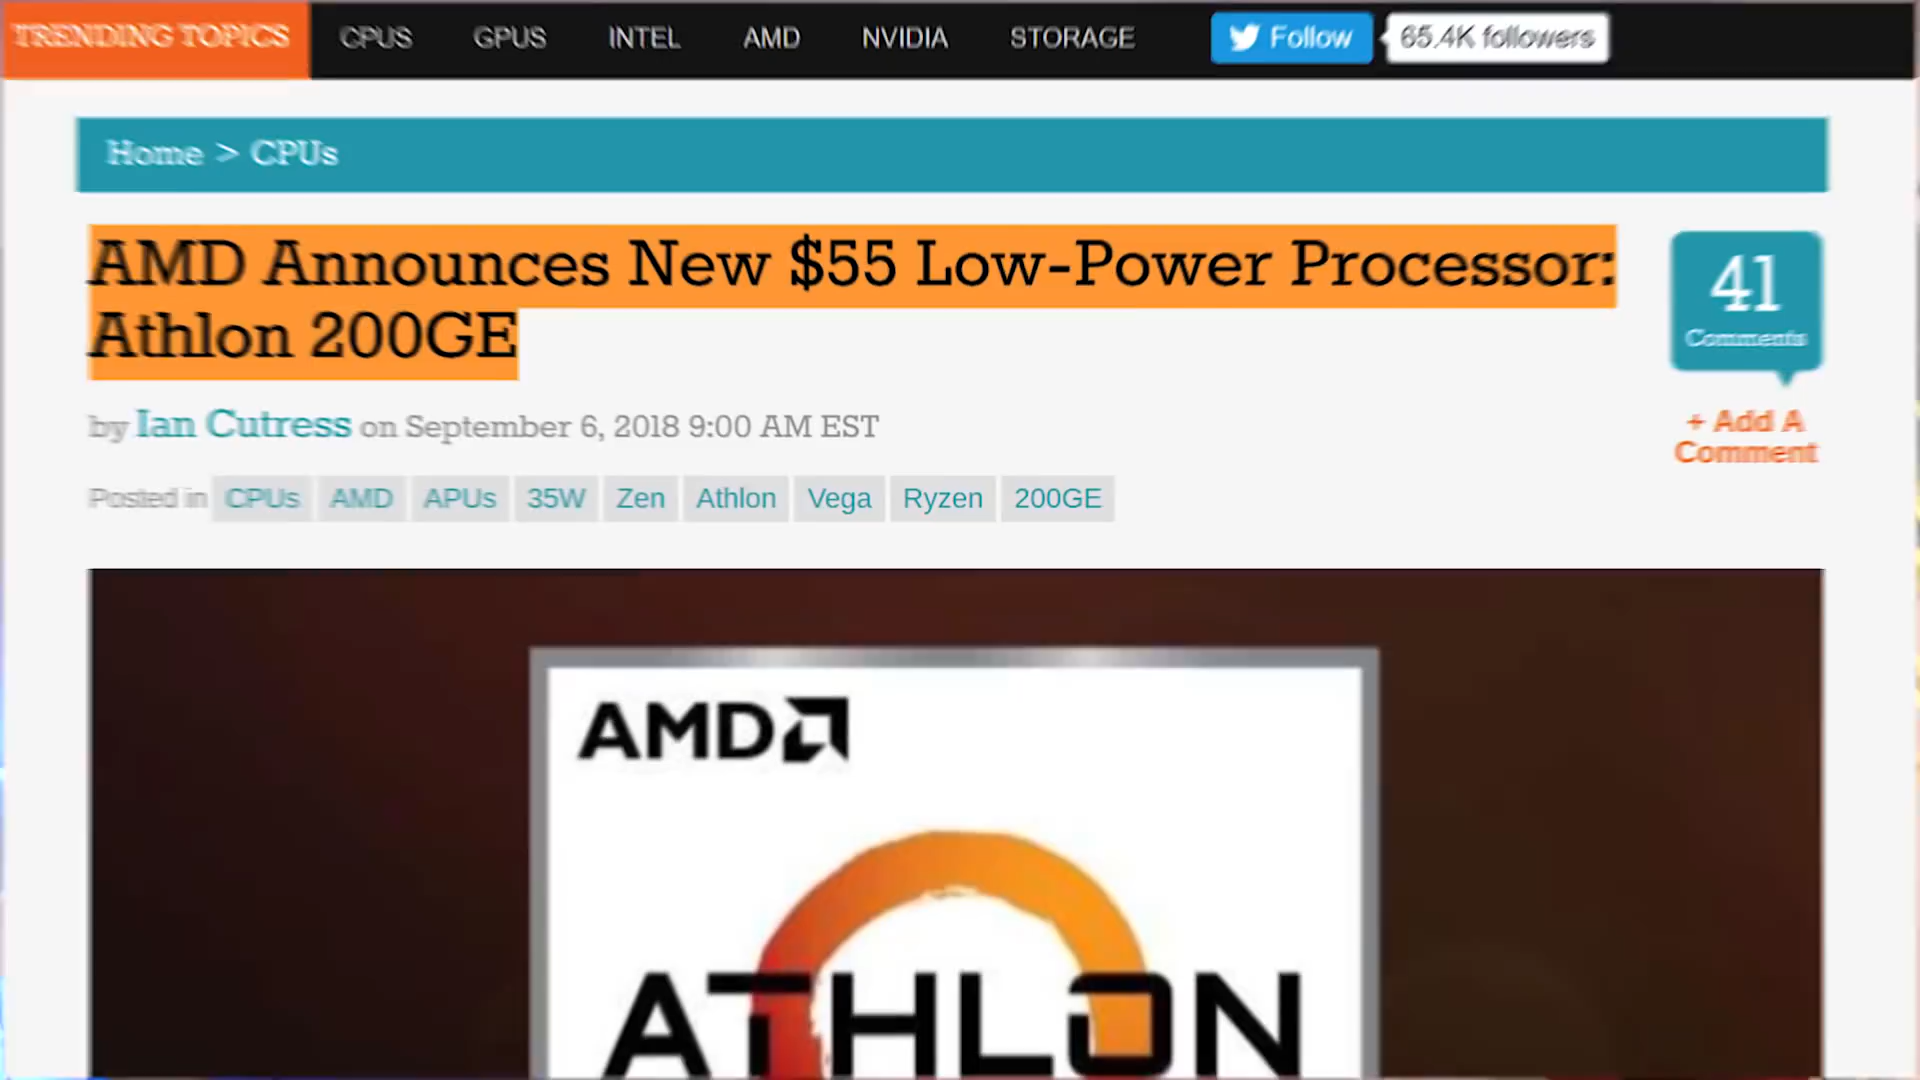 TRENDING TOPICS CPUS GPUS INTEL AMD NVIDIA STORAGE Follow 65.4K followers
Home > CPUs
AMD Announces New $55 Low-Power Processor:
Athlon 200GE
41
Comments
+ Add A
Comment
by Ian Cutress on September 6, 2018 9:00 AM EST
Posted in CPUs AMD APUs 35W Zen Athlon Vega Ryzen 200GE
AMD
ATHLON